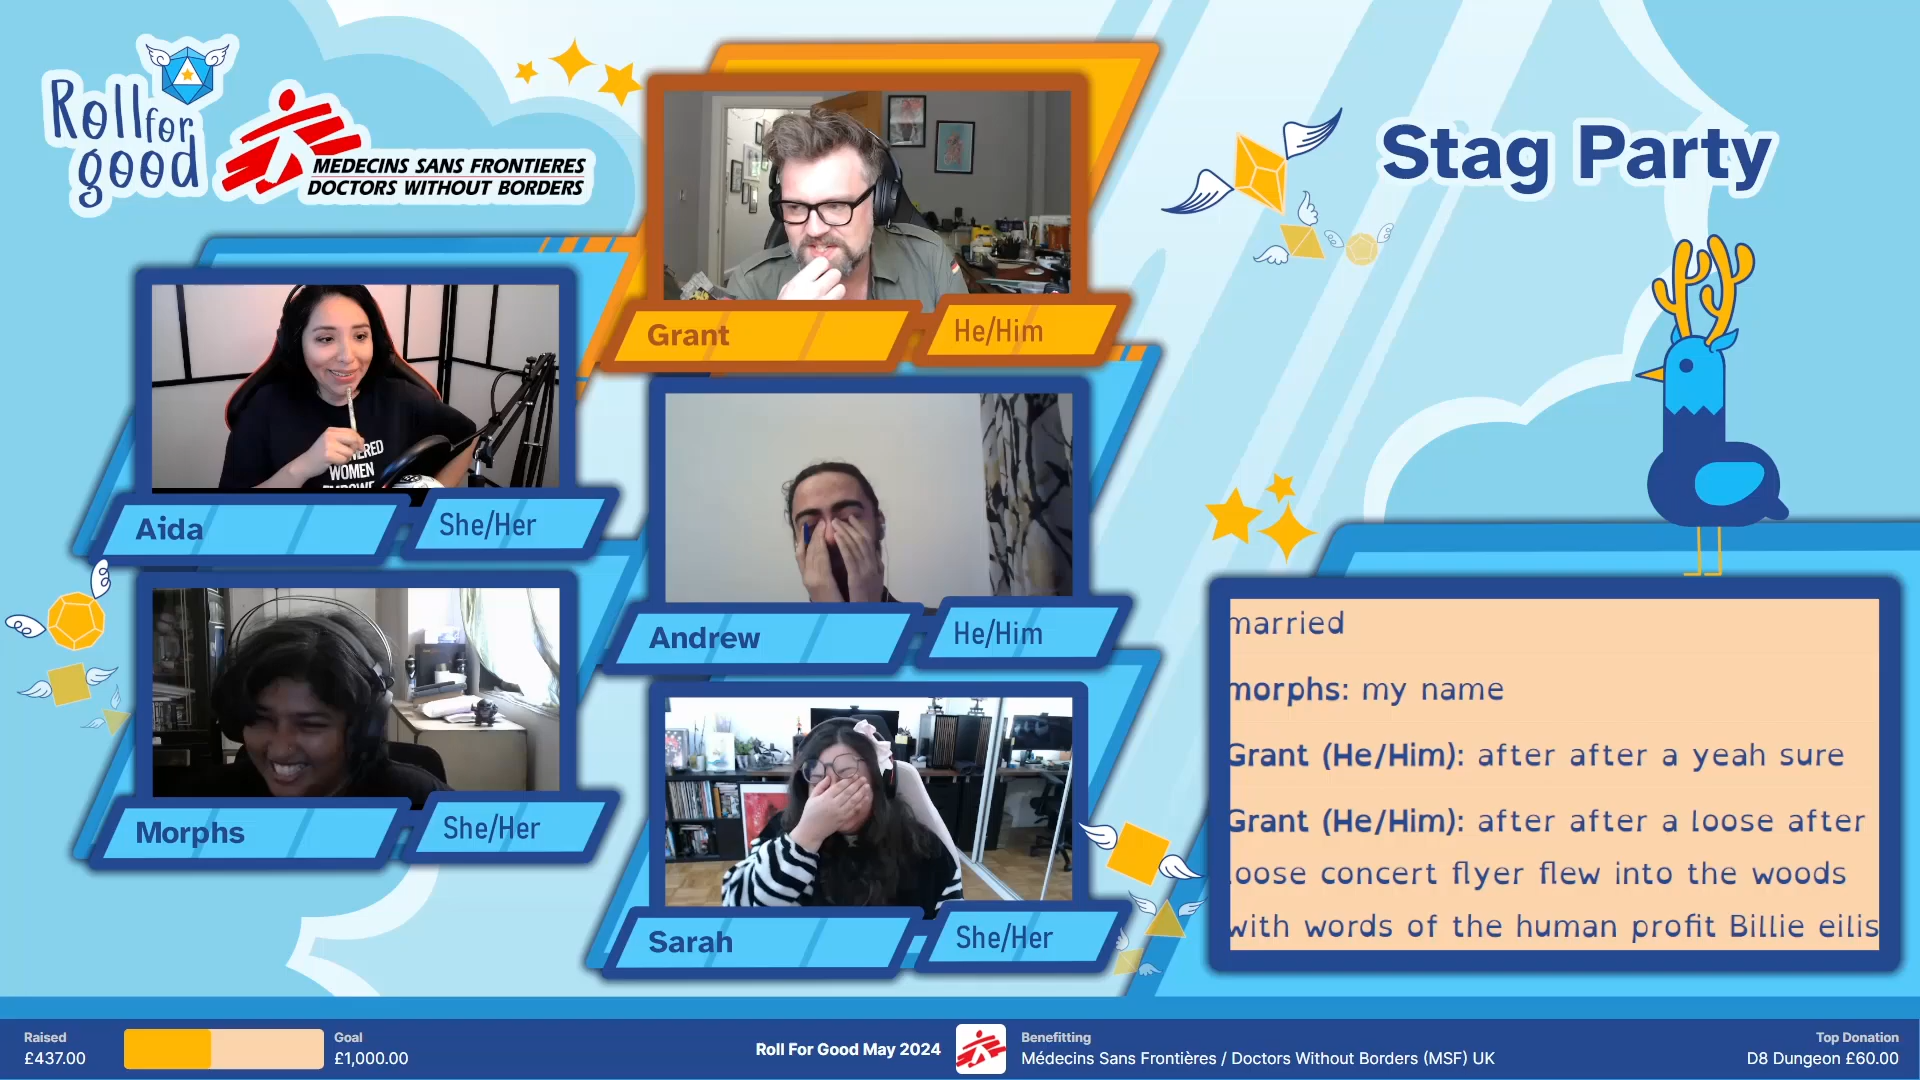 Roll for good
MEDECINS SANS FRONTIERES
DOCTORS WITHOUT BORDERS
Stag Party
Grant
He/Him
Aida
She/Her
WOMEN
Andrew
He/Him
Morphs
She/Her
Sarah
She/Her
married
morphs: my name
Grant (He/Him): after after a yeah sure
Grant (He/Him): after after a loose after
loose concert flyer flew into the woods
with words of the human profit Billie eilis
Raised
£437.00
Goal
£1,000.00
Roll For Good May 2024
Benefitting
Médecins Sans Frontières / Doctors Without Borders (MSF) UK
Top Donation
D8 Dungeon £60.00